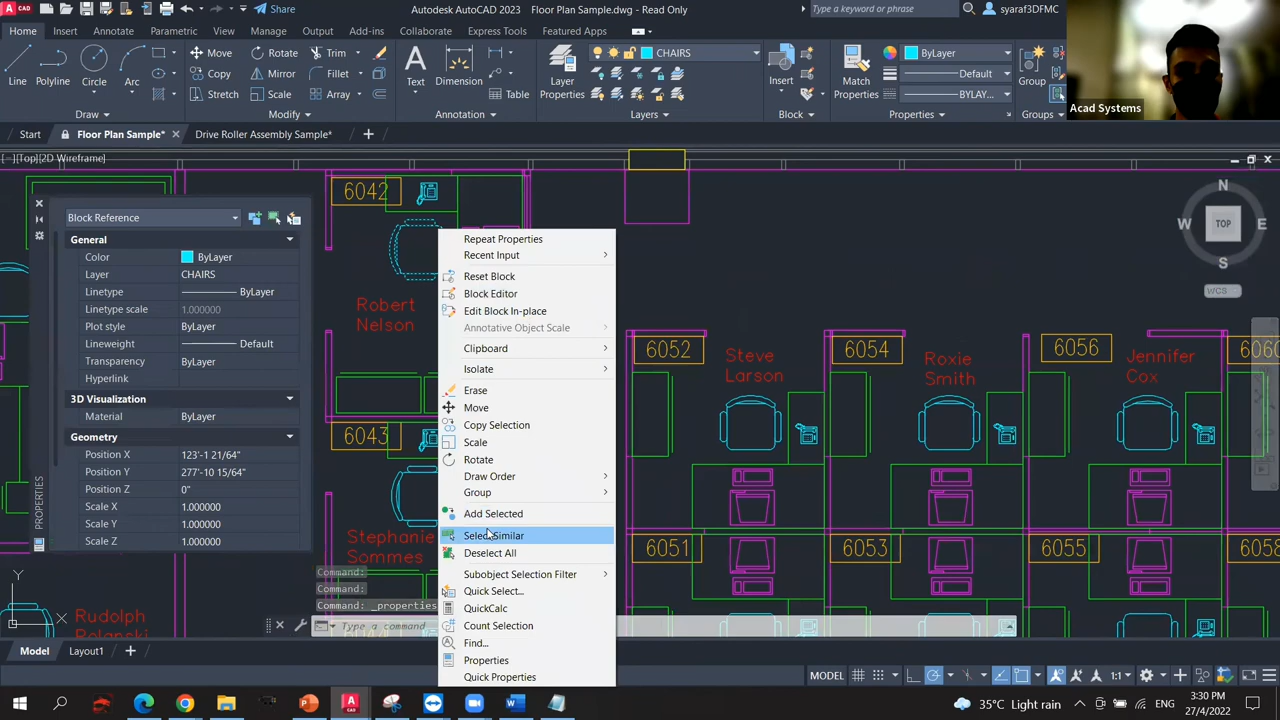 Share
Autodesk AutoCAD 2023 Floor Plan Sample.dwg - Read Only
Type a keyword or phrase
syaraf3DFMC
Home Insert Annotate Parametric View Manage Output Add-ins Collaborate Express Tools Featured Apps
Line Polyline Circle Arc
Move Rotate Trim
Copy Mirror Fillet
Stretch Scale Array
Text Dimension
Table
Layer Properties
CHAIRS
Insert
Match Properties
ByLayer
Default
BYLAY...
Group
Draw Modify Annotation Layers Block Properties Groups
Acad Systems
Start Floor Plan Sample* Drive Roller Assembly Sample*
[−][Top][2D Wireframe]
Block Reference
General
Color ByLayer
Layer CHAIRS
Linetype ByLayer
Linetype scale 1.00000
Plot style ByLayer
Lineweight Default
Transparency ByLayer
Hyperlink
3D Visualization
Material ByLayer
Geometry
Position X 123'-1 21/64"
Position Y 277'-10 15/64"
Position Z 0"
Scale X 1.00000
Scale Y 1.00000
Scale Z 1.00000
PROPERTIES
6042
Robert
Nelson
6043
Stephanie
Sommes
Rudolph
Repeat Properties
Recent Input
Reset Block
Block Editor
Edit Block In-place
Annotative Object Scale
Clipboard
Isolate
Erase
Move
Copy Selection
Scale
Rotate
Draw Order
Group
Add Selected
Select Similar
Deselect All
Subobject Selection Filter
Quick Select...
QuickCalc
Count Selection
Find...
Properties
Quick Properties
N
W TOP E
S
WCS
6052
Steve
Larson
6054
Roxie
Smith
6056
Jennifer
Cox
6060
6051 6053 6055 6058
Y
X
Command:
Command:
Command: _properties
Type a command
Model Layout1
MODEL
1:1
35°C Light rain
ENG
3:30 PM
27/4/2022